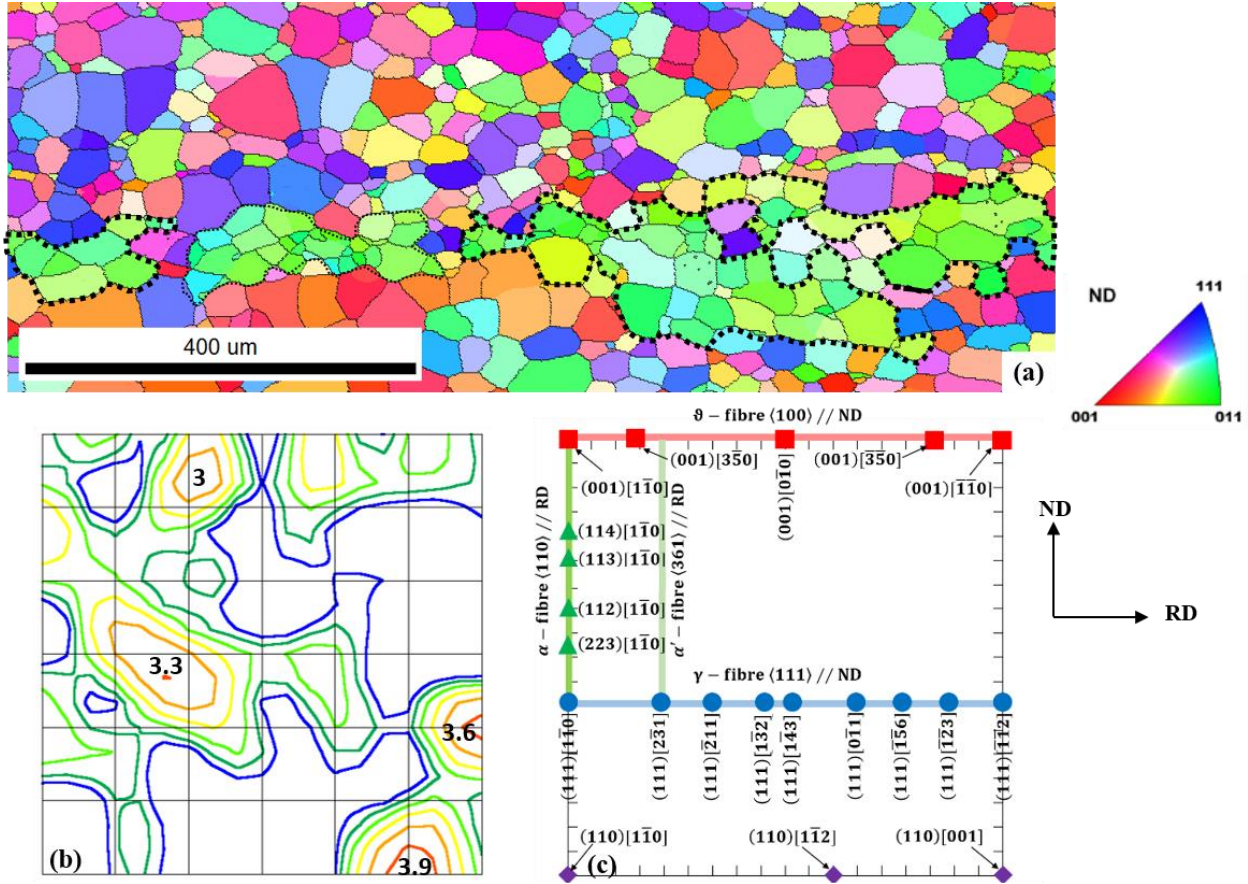 400 um
(a)
ND
111
001
011
3
3.3
3.6
3.9
(b)
ϑ − fibre ⟨100⟩ // ND
(001)[35̄0]
(001)[3̄5̄0]
(001)[11̄0]
(001)[01̄0]
(001)[1̄1̄0]
(114)[11̄0]
(113)[11̄0]
(112)[11̄0]
(223)[11̄0]
α − fibre ⟨110⟩ // RD
α′ − fibre ⟨361⟩ // RD
γ − fibre ⟨111⟩ // ND
(111)[11̄0]
(111)[23̄1]
(111)[2̄11]
(111)[13̄2]
(111)[14̄3]
(111)[01̄1]
(111)[1̄56]
(111)[1̄23]
(111)[1̄1̄2]
(110)[11̄0]
(110)[11̄2]
(110)[001]
(c)
ND
RD